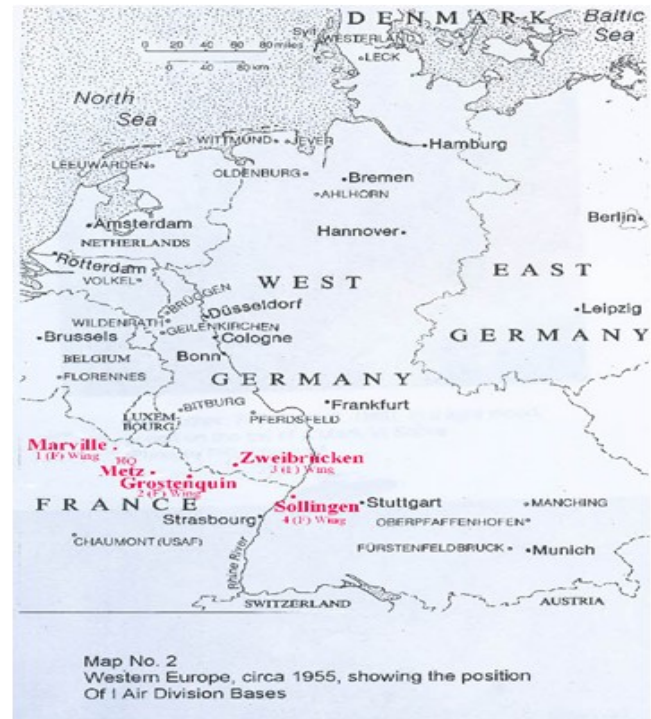 DENMARK
Baltic
Sea
Sylt
WESTERLAND
0 20 40 60 80 miles
0 40 80 km
LECK
North
Sea
WITTMUND
JEVER
Hamburg
LEEUWARDEN
OLDENBURG
Bremen
AHLHORN
Amsterdam
NETHERLANDS
Hannover
Berlin
Rotterdam
VOLKEL
WEST
EAST
BRÜGGEN
Düsseldorf
Leipzig
WILDENRATH
GEILENKIRCHEN
Brussels
Cologne
GERMANY
BELGIUM
Bonn
FLORENNES
GERMANY
BITBURG
Frankfurt
LUXEM-
BOURG
PFERDSFELD
Marville
1 (F) Wing
HQ
Metz
Zweibrucken
3 (F) Wing
Grostenquin
2 (F) Wing
Sollingen
4 (F) Wing
Stuttgart
MANCHING
FRANCE
Strasbourg
OBERPFAFFENHOFEN
CHAUMONT (USAF)
FÜRSTENFELDBRUCK
Munich
Rhine River
SWITZERLAND
AUSTRIA
Map No. 2
Western Europe, circa 1955, showing the position
Of I Air Division Bases